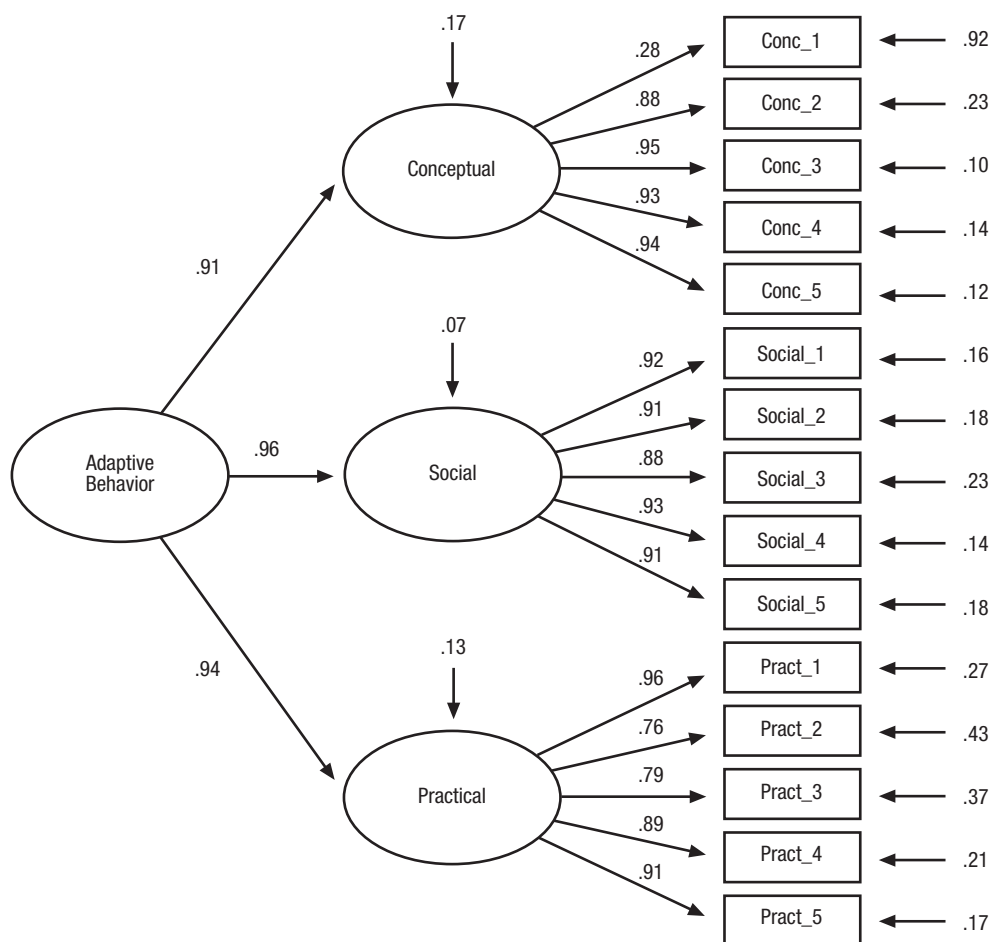 .17
.28
Conc_1
.92
.88
Conc_2
.23
Conceptual
.95
Conc_3
.10
.93
Conc_4
.14
.94
Conc_5
.12
.91
.07
.92
Social_1
.16
.91
Social_2
.18
Adaptive
Behavior
.96
Social
.88
Social_3
.23
.93
Social_4
.14
.91
Social_5
.18
.94
.13
.96
Pract_1
.27
.76
Pract_2
.43
Practical
.79
Pract_3
.37
.89
Pract_4
.21
.91
Pract_5
.17